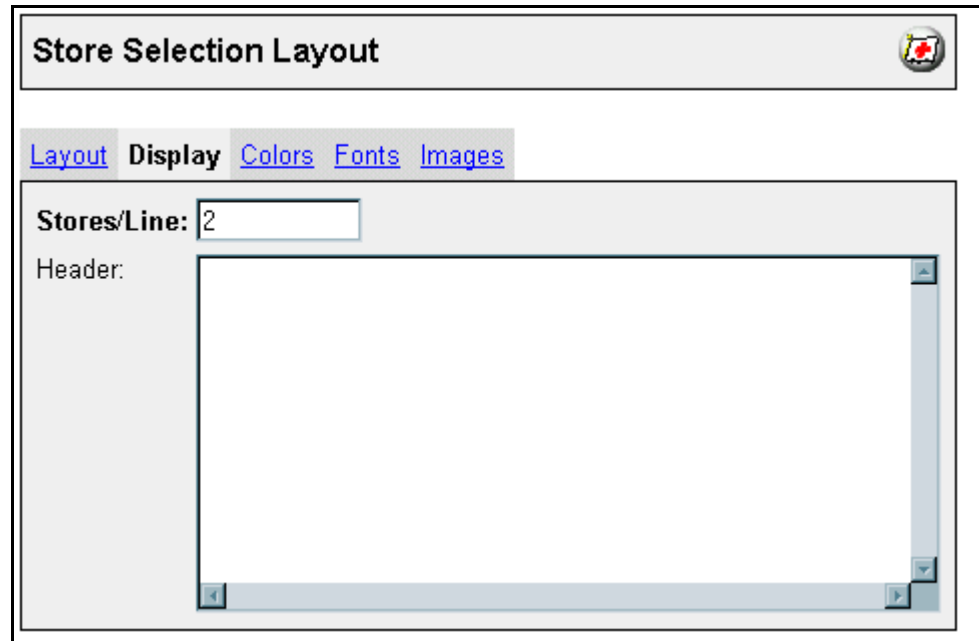 Store Selection Layout
Layout Display Colors Fonts Images
Stores/Line: 2
Header: